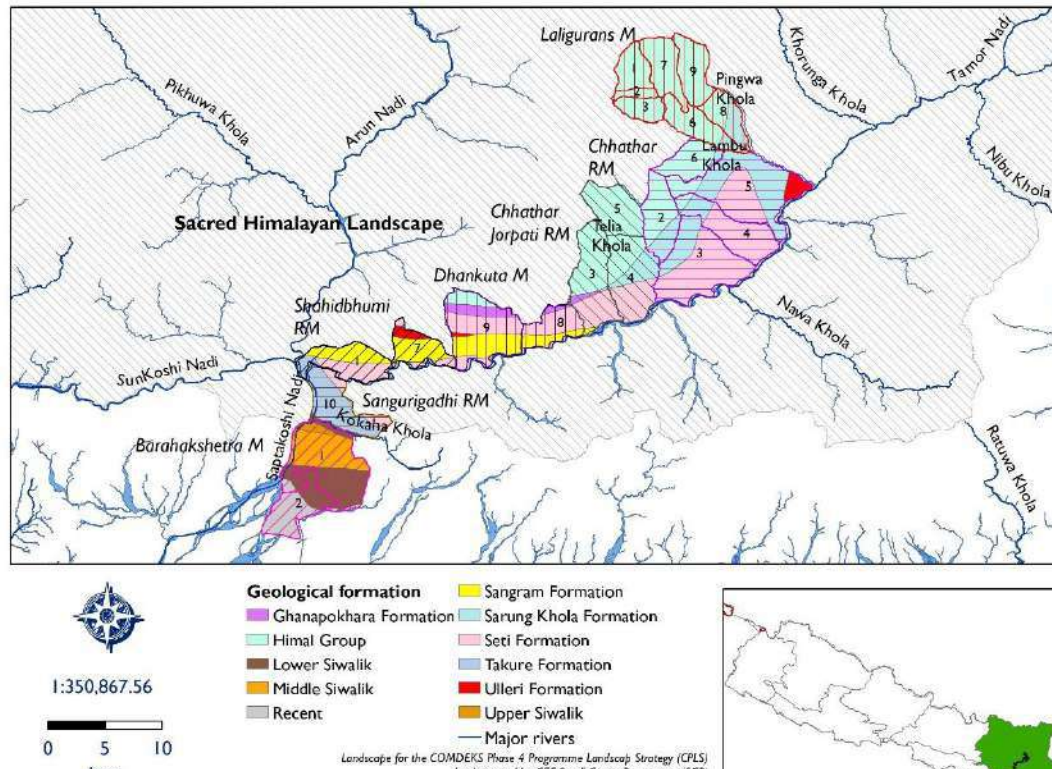 Laligurans M
Khorunga Khola
Tamor Nadi
Pikhuwa Khola
Arun Nadi
1
7
9
Pingwa
Khola
2
3
8
6
Chhathar
RM
Lambu
Khola
6
Nibu Khola
Sacred Himalayan Landscape
Chhathar
Jorpati RM
5
5
2
Telia
Khola
4
3
3
4
Dhankuta M
Nawa Khola
Shahidbhumi
RM
9
8
7
1
SunKoshi Nadi
Sangurigadhi RM
10
Kokaha Khola
Saptakoshi Nadi
Barahakshetra M
1
2
Ratuwa Khola
Geological formation
Ghanapokhara Formation
Himal Group
Lower Siwalik
Middle Siwalik
Recent
Sangram Formation
Sarung Khola Formation
Seti Formation
Takure Formation
Ulleri Formation
Upper Siwalik
Major rivers
1:350,867.56
0 5 10
Landscape for the COMDEKS Phase 4 Programme Landscap Strategy (CPLS)